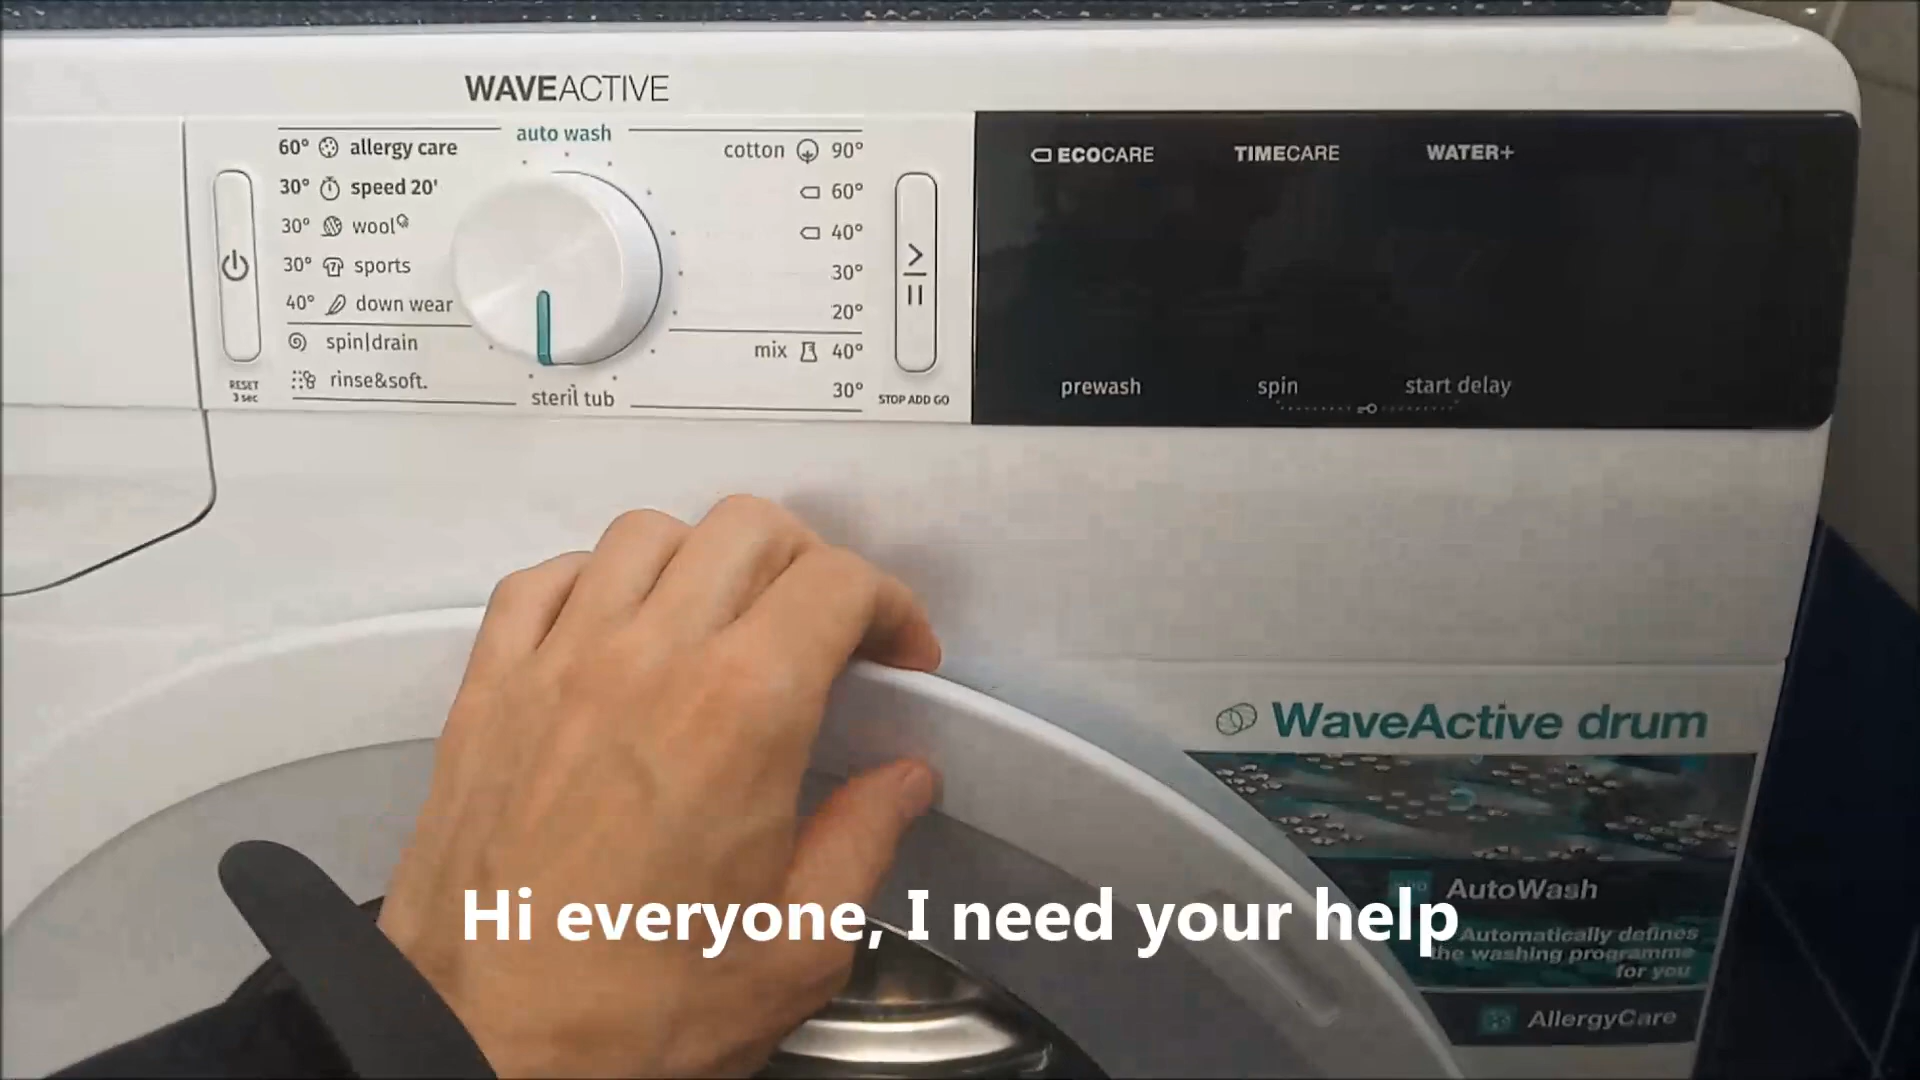 WAVEACTIVE
auto wash
60° allergy care
30° speed 20'
30° wool
30° sports
40° down wear
spin|drain
rinse&soft.
steril tub
RESET
3 sec
cotton 90°
60°
40°
30°
20°
mix 40°
30°
STOP ADD GO
ECOCARE
TIMECARE
WATER+
prewash
spin
start delay
WaveActive drum
AutoWash
Automatically defines
the washing programme
for you
AllergyCare
Hi everyone, I need your help